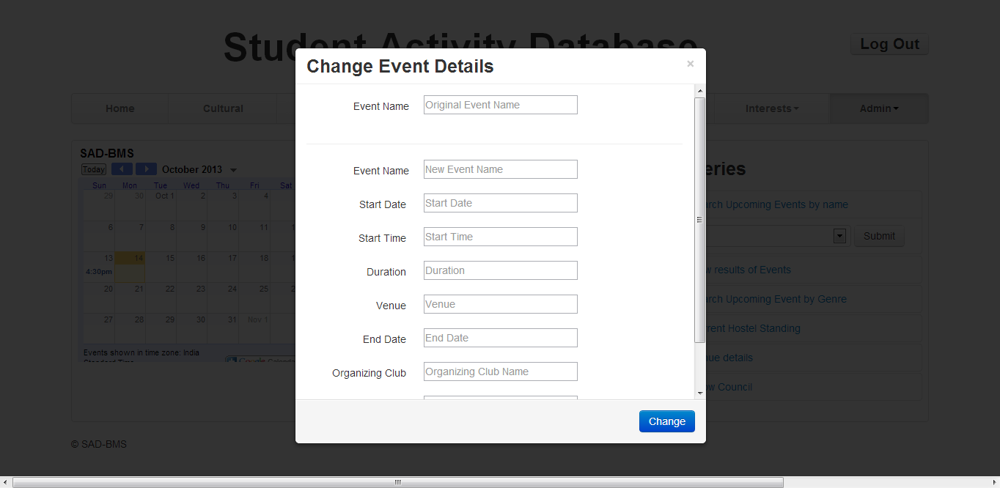 Student Activity Database
Log Out
Change Event Details
×
Home
Cultural
Interests
Admin
Event Name
Original Event Name
Event Name
New Event Name
Start Date
Start Date
Start Time
Start Time
Duration
Duration
Venue
Venue
End Date
End Date
Organizing Club
Organizing Club Name
Change
SAD-BMS
Today
October 2013
Sun Mon Tue Wed Thu Fri Sat
29 30 Oct 1 2 3 4
6 7 8 9 10 11
13 14 15 16 17 18
4:30pm
20 21 22 23 24 25
27 28 29 30 31 Nov 1
Events shown in time zone: India
Standard Time
Google Calendar
eries
rch Upcoming Events by name
Submit
w results of Events
arch Upcoming Event by Genre
rent Hostel Standing
ue details
ow Council
© SAD-BMS